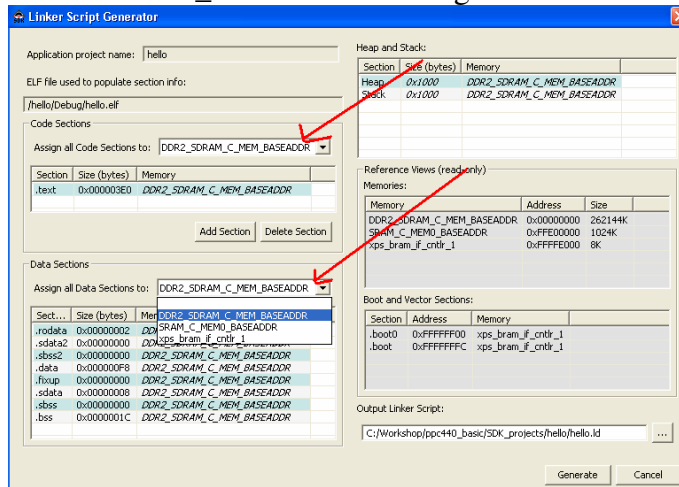 Linker Script Generator
Application project name: hello
ELF file used to populate section info:
/hello/Debug/hello.elf
Code Sections
Assign all Code Sections to: DDR2_SDRAM_C_MEM_BASEADDR
Section Size (bytes) Memory
.text 0x000003E0 DDR2_SDRAM_C_MEM_BASEADDR
Add Section Delete Section
Data Sections
Assign all Data Sections to: DDR2_SDRAM_C_MEM_BASEADDR
DDR2_SDRAM_C_MEM_BASEADDR
SRAM_C_MEM0_BASEADDR
xps_bram_if_cntlr_1
Sect... Size (bytes)
.rodata 0x00000002
.sdata2 0x00000000
.sbss2 0x00000000 DDR2_SDRAM_C_MEM_BASEADDR
.data 0x000000F8 DDR2_SDRAM_C_MEM_BASEADDR
.fixup 0x00000000 DDR2_SDRAM_C_MEM_BASEADDR
.sdata 0x00000008 DDR2_SDRAM_C_MEM_BASEADDR
.sbss 0x00000000 DDR2_SDRAM_C_MEM_BASEADDR
.bss 0x0000001C DDR2_SDRAM_C_MEM_BASEADDR
Heap and Stack:
Section Size (bytes) Memory
Heap 0x1000 DDR2_SDRAM_C_MEM_BASEADDR
Stack 0x1000 DDR2_SDRAM_C_MEM_BASEADDR
Reference Views (read-only)
Memories:
Memory Address Size
DDR2_SDRAM_C_MEM_BASEADDR 0x00000000 262144K
SRAM_C_MEM0_BASEADDR 0xFFE00000 1024K
xps_bram_if_cntlr_1 0xFFFFE000 8K
Boot and Vector Sections:
Section Address Memory
.boot0 0xFFFFFF00 xps_bram_if_cntlr_1
.boot 0xFFFFFFFC xps_bram_if_cntlr_1
Output Linker Script:
C:/Workshop/ppc440_basic/SDK_projects/hello/hello.ld ...
Generate Cancel